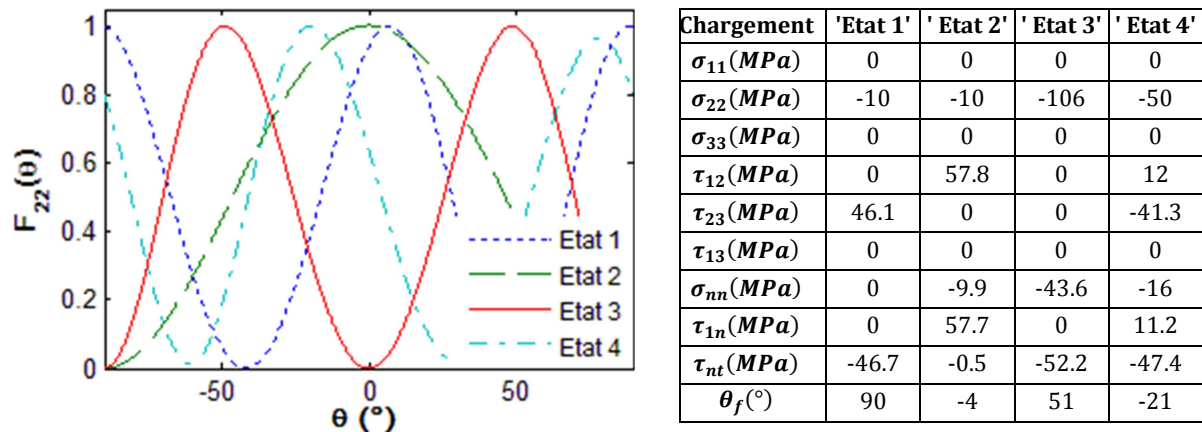 1
0.8
0.6
0.4
0.2
0
F22(θ)
-50 0 50
θ (°)
Etat 1
Etat 2
Etat 3
Etat 4
Chargement 'Etat 1' ' Etat 2' ' Etat 3' ' Etat 4'
σ11(MPa) 0 0 0 0
σ22(MPa) -10 -10 -106 -50
σ33(MPa) 0 0 0 0
τ12(MPa) 0 57.8 0 12
τ23(MPa) 46.1 0 0 -41.3
τ13(MPa) 0 0 0 0
σnn(MPa) 0 -9.9 -43.6 -16
τ1n(MPa) 0 57.7 0 11.2
τnt(MPa) -46.7 -0.5 -52.2 -47.4
θf(°) 90 -4 51 -21